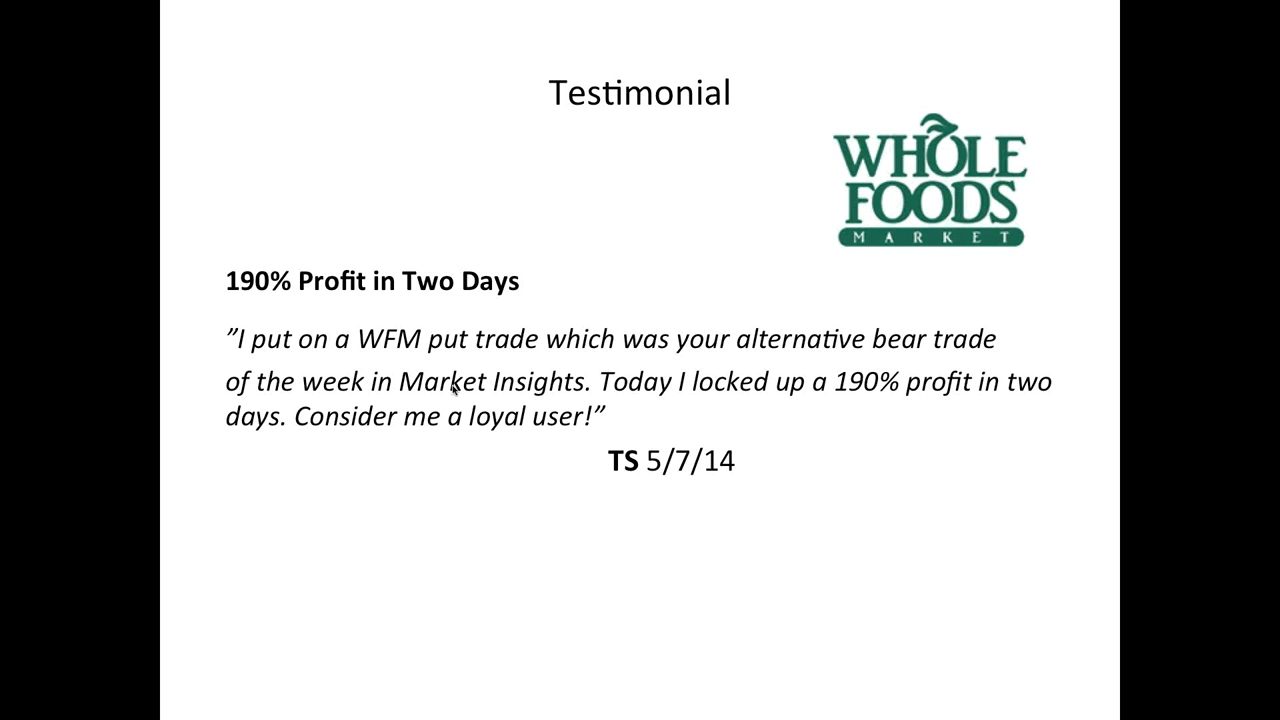 Testimonial
WHOLE
FOODS
MARKET
190% Profit in Two Days
”I put on a WFM put trade which was your alternative bear trade
of the week in Market Insights. Today I locked up a 190% profit in two
days. Consider me a loyal user!”
TS 5/7/14